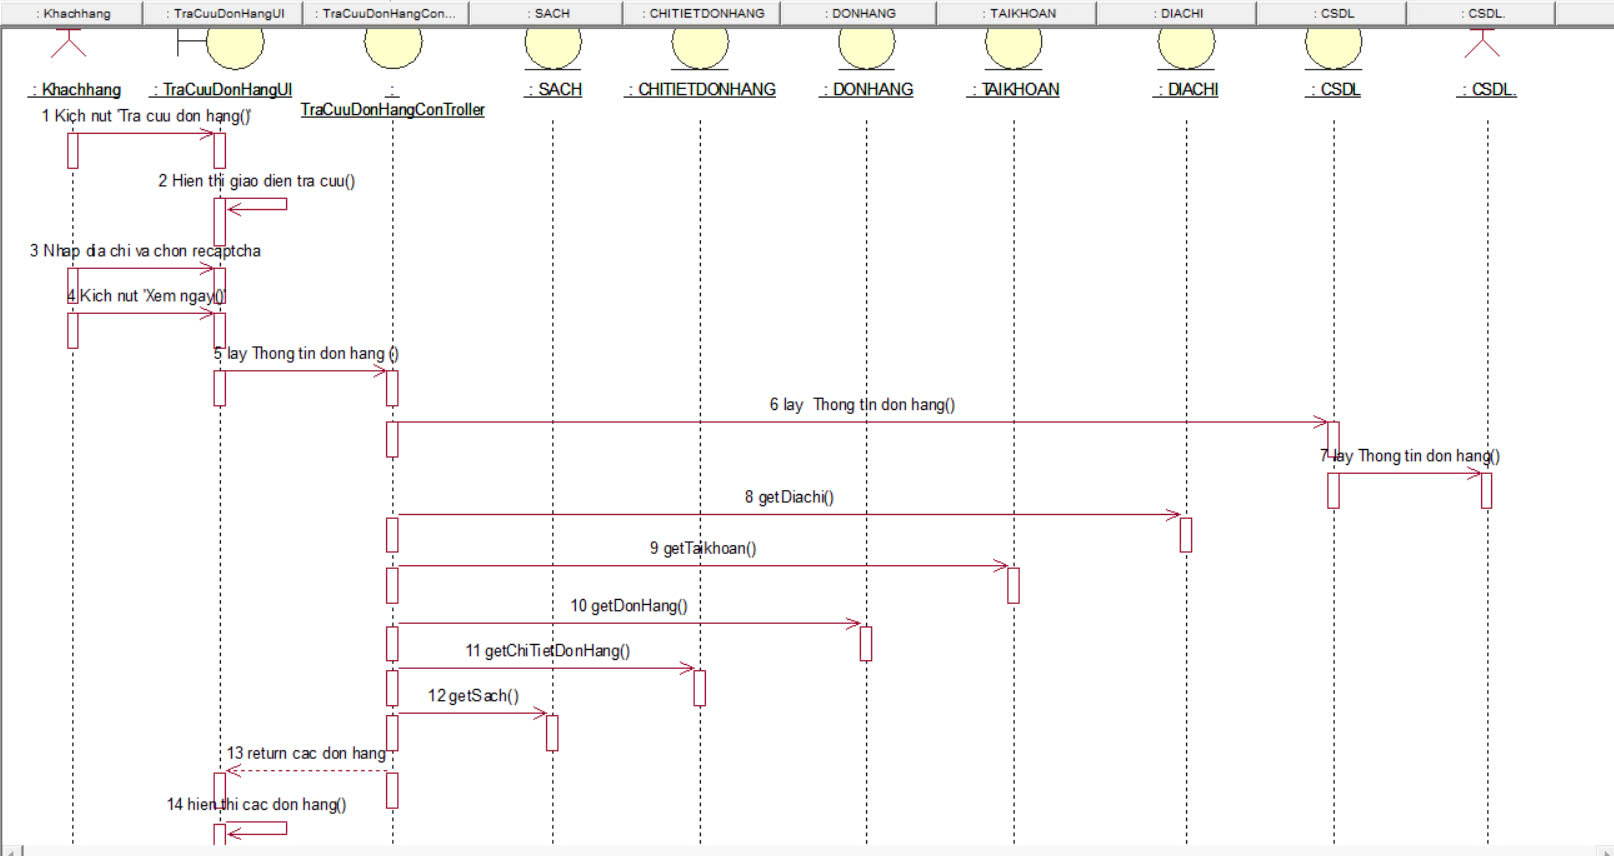 : Khachhang
: TraCuuDonHangUI
: TraCuuDonHangCon...
: SACH
: CHITIETDONHANG
: DONHANG
: TAIKHOAN
: DIACHI
: CSDL
: CSDL.
: Khachhang
: TraCuuDonHangUI
:
TraCuuDonHangConTroller
: SACH
: CHITIETDONHANG
: DONHANG
: TAIKHOAN
: DIACHI
: CSDL
: CSDL.
1 Kich nut 'Tra cuu don hang()'
2 Hien thi giao dien tra cuu()
3 Nhap dia chi va chon recaptcha
4 Kich nut 'Xem ngay()'
5 lay Thong tin don hang ()
6 lay Thong tin don hang()
7 lay Thong tin don hang()
8 getDiachi()
9 getTaikhoan()
10 getDonHang()
11 getChiTietDonHang()
12 getSach()
13 return cac don hang
14 hien thi cac don hang()